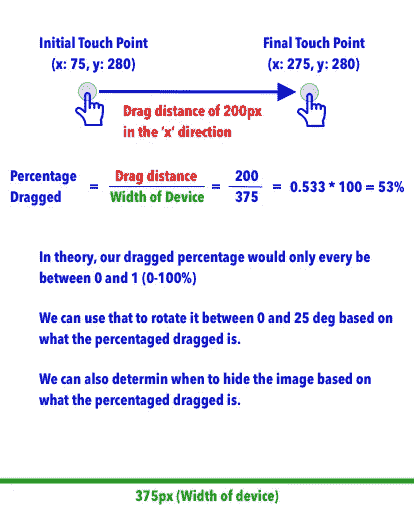 Initial Touch Point
(x: 75, y: 280)
Final Touch Point
(x: 275, y: 280)
Drag distance of 200px
in the 'x' direction
Percentage Dragged = Drag distance / Width of Device = 200 / 375 = 0.533 * 100 = 53%
In theory, our dragged percentage would only every be
between 0 and 1 (0-100%)
We can use that to rotate it between 0 and 25 deg based on
what the percentaged dragged is.
We can also determin when to hide the image based on
what the percentaged dragged is.
375px (Width of device)